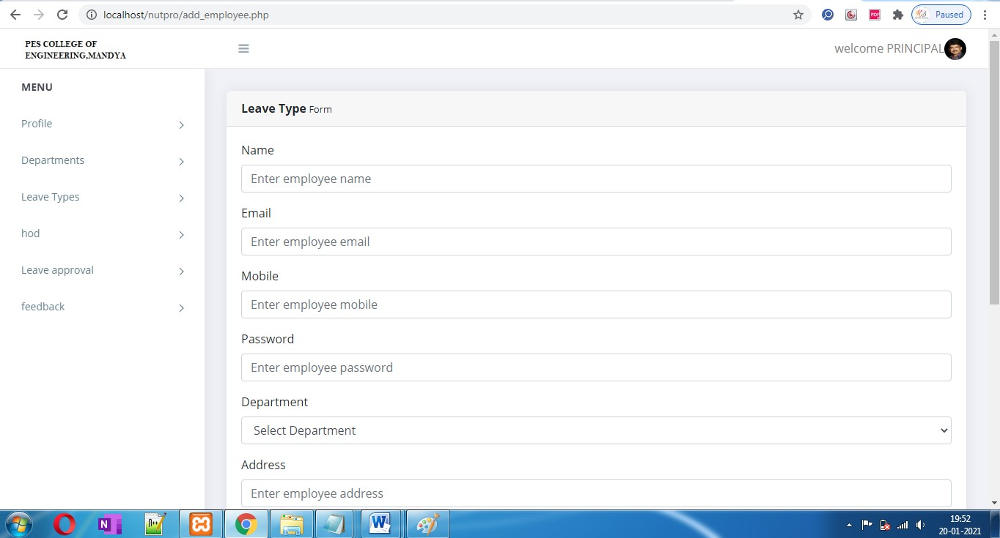 localhost/nutpro/add_employee.php
Paused
PES COLLEGE OF
ENGINEERING,MANDYA
welcome PRINCIPAL
MENU
Profile
Departments
Leave Types
hod
Leave approval
feedback
Leave Type Form
Name
Enter employee name
Email
Enter employee email
Mobile
Enter employee mobile
Password
Enter employee password
Department
Select Department
Address
Enter employee address
19:52
20-01-2021